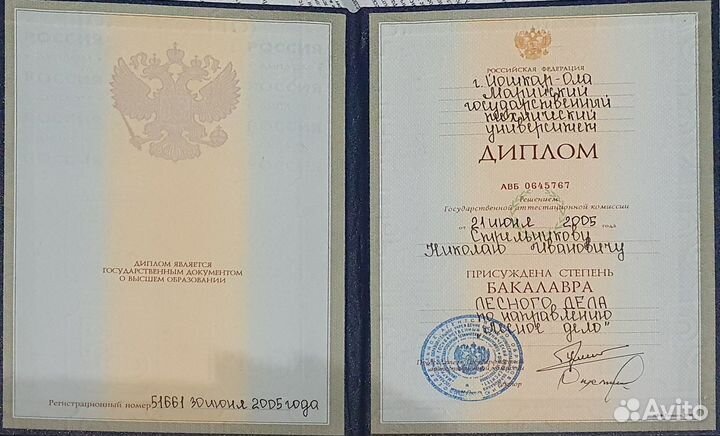 ДИПЛОМ ЯВЛЯЕТСЯ
ГОСУДАРСТВЕННЫМ ДОКУМЕНТОМ
О ВЫСШЕМ ОБРАЗОВАНИИ
Регистрационный номер 51661 30 июня 2005 года
РОССИЙСКАЯ ФЕДЕРАЦИЯ
г. Йошкар-Ола
Марийский
государственный
технический
университет
ДИПЛОМ
АВБ 0645767
Решением
Государственной аттестационной комиссии
от 21 июня 2005 года
Стрельникову
Николаю Ивановичу
ПРИСУЖДЕНА СТЕПЕНЬ
БАКАЛАВРА
ЛЕСНОГО ДЕЛА
по направлению
"Лесное дело"
Avito